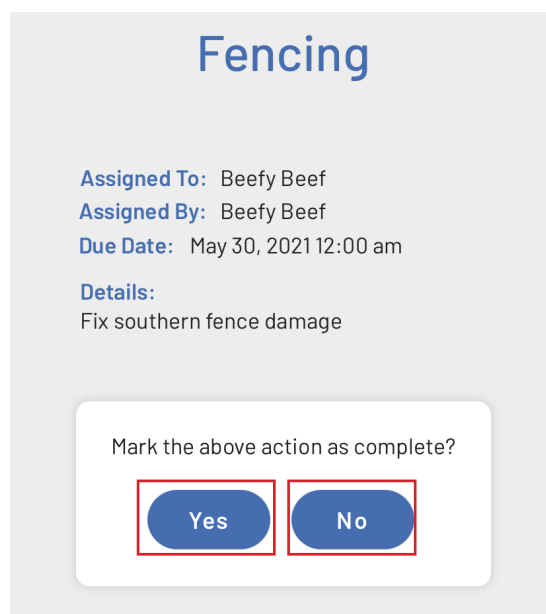 Fencing
Assigned To: Beefy Beef
Assigned By: Beefy Beef
Due Date: May 30, 2021 12:00 am
Details:
Fix southern fence damage
Mark the above action as complete?
Yes No